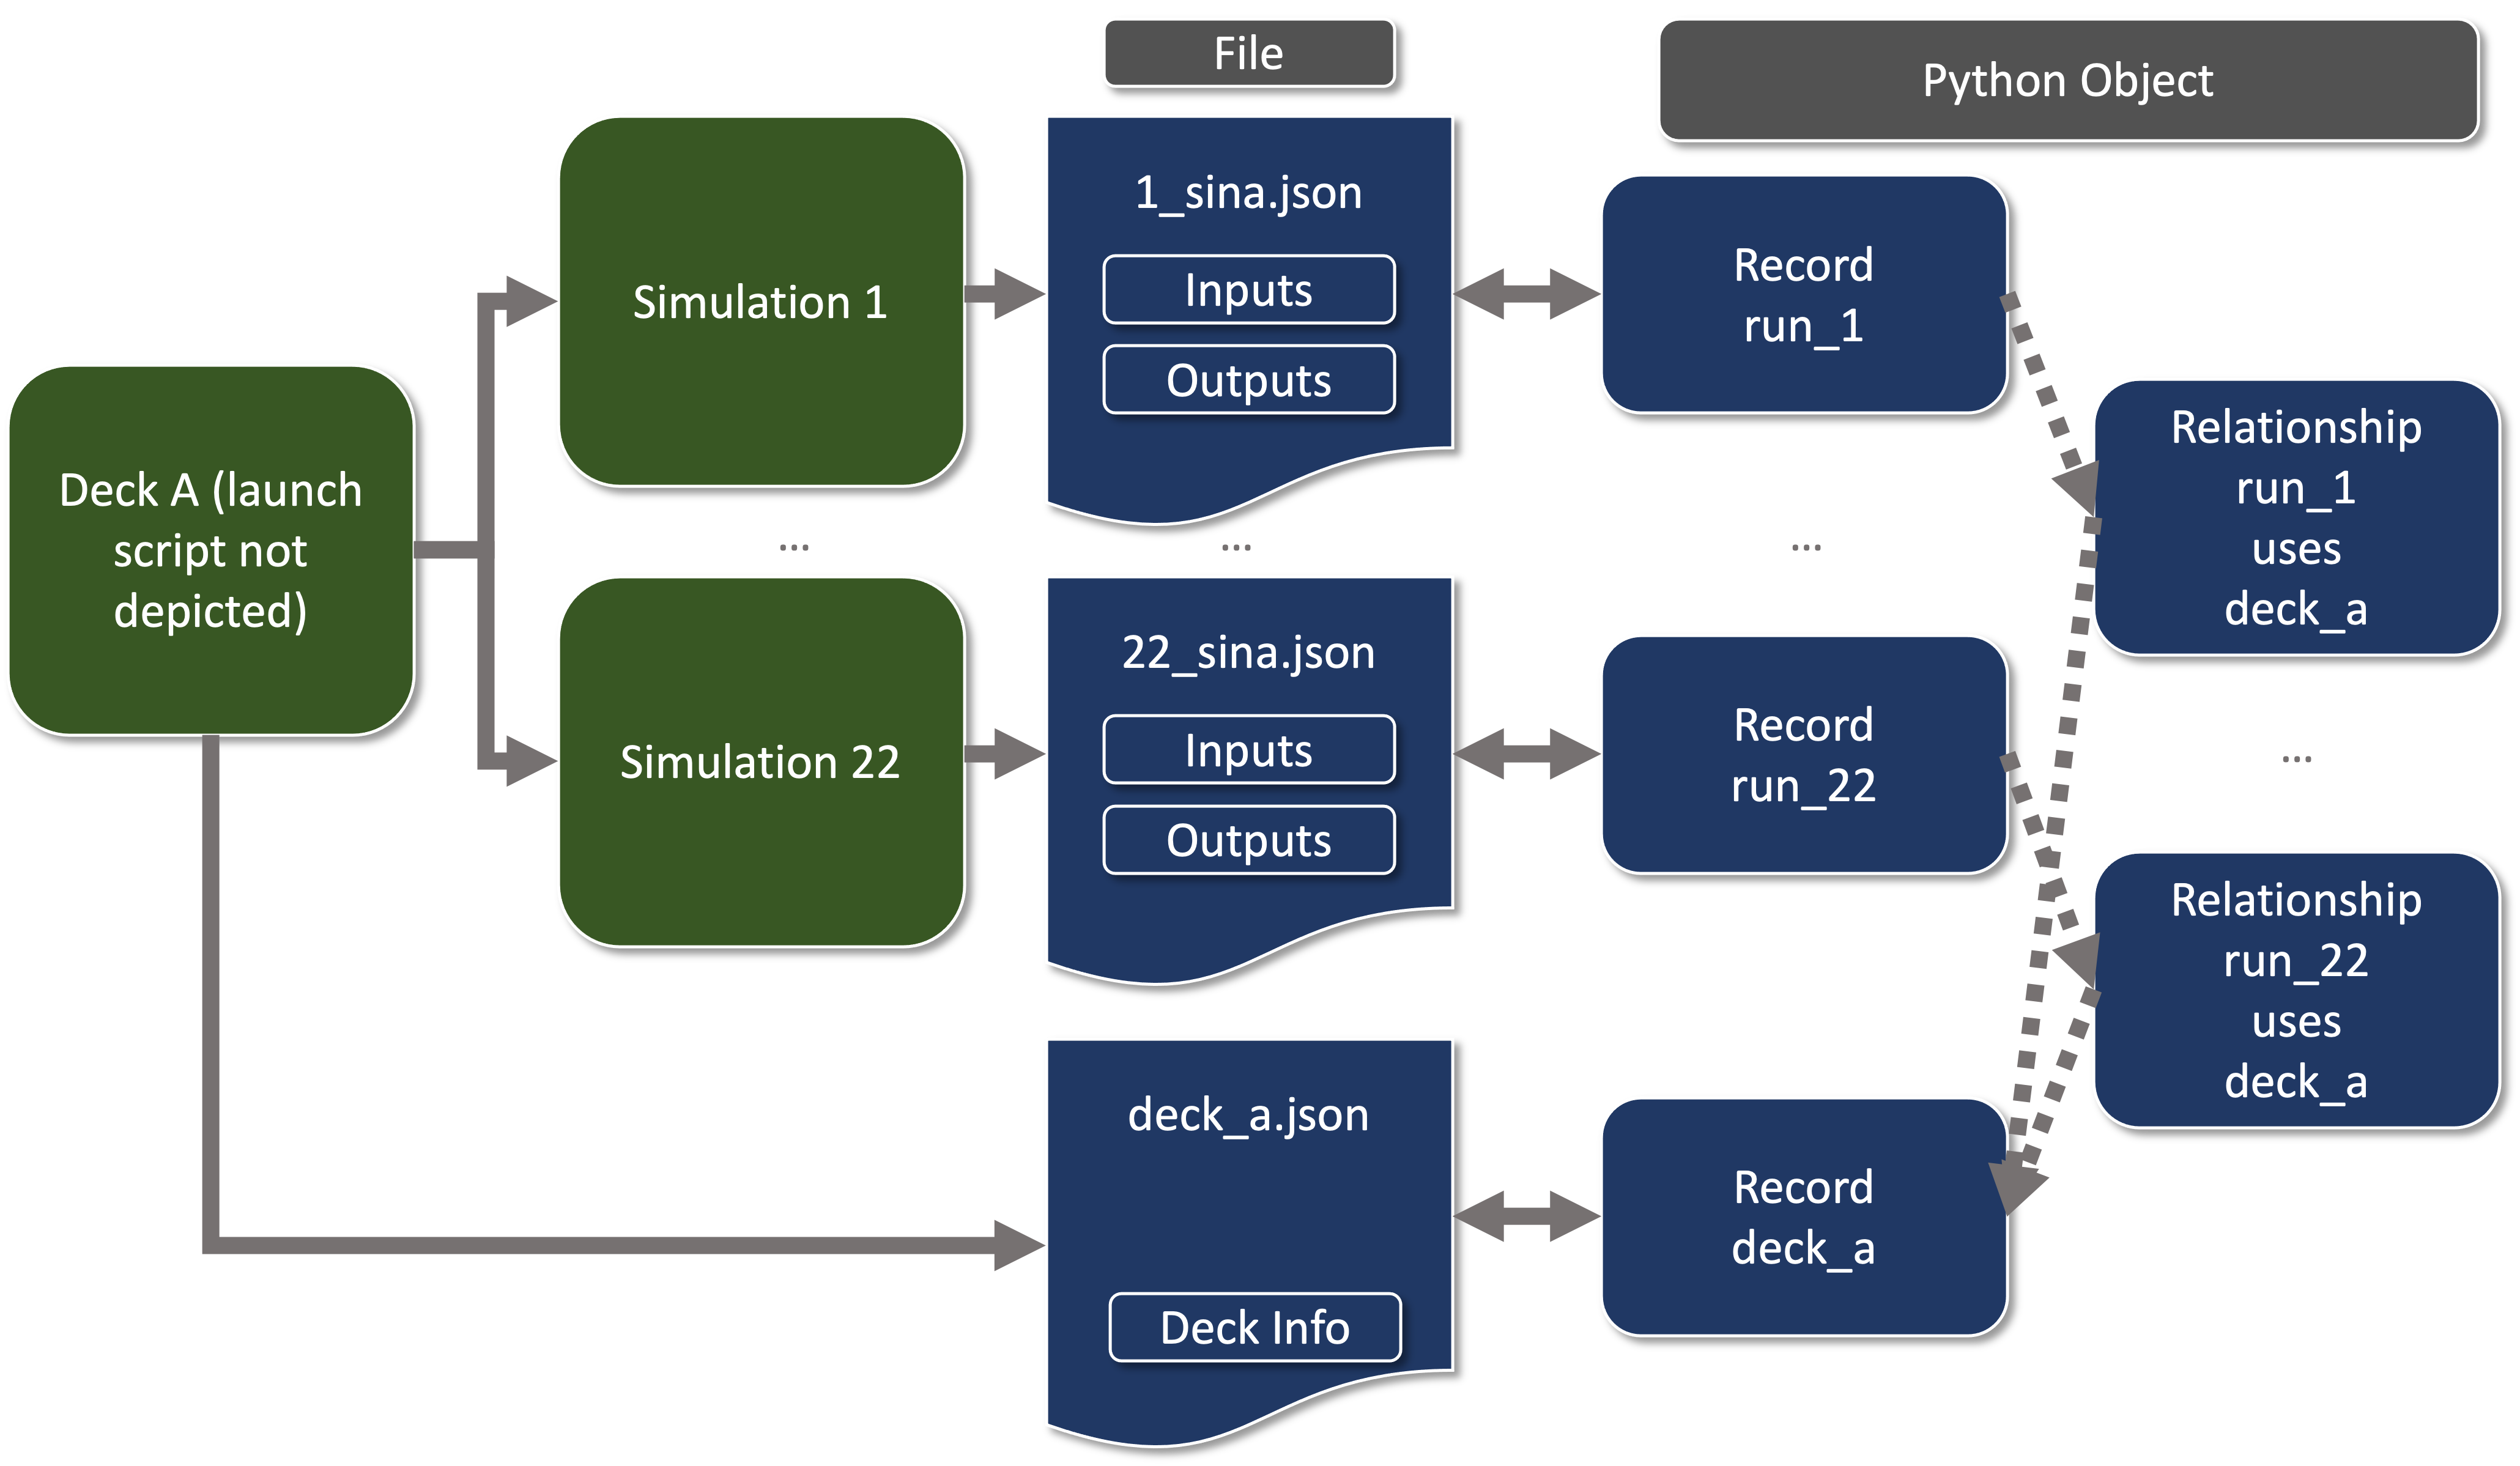 File
Python Object
Deck A (launch
script not
depicted)
Simulation 1
1_sina.json
Inputs
Outputs
Record
run_1
Relationship
run_1
uses
deck_a
...
...
...
Simulation 22
22_sina.json
Inputs
Outputs
Record
run_22
...
Relationship
run_22
uses
deck_a
deck_a.json
Deck Info
Record
deck_a